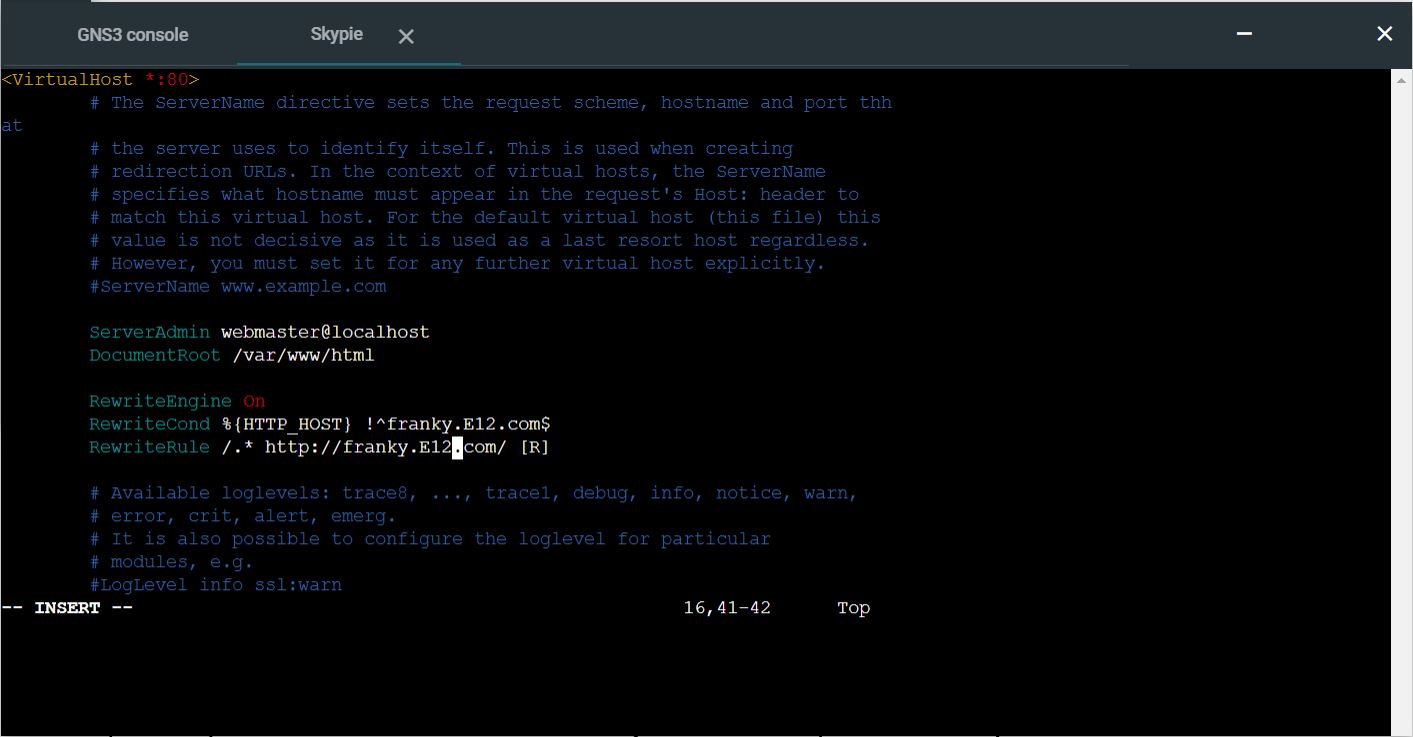 GNS3 console
Skypie
<VirtualHost *:80>
# The ServerName directive sets the request scheme, hostname and port thh
at
# the server uses to identify itself. This is used when creating
# redirection URLs. In the context of virtual hosts, the ServerName
# specifies what hostname must appear in the request's Host: header to
# match this virtual host. For the default virtual host (this file) this
# value is not decisive as it is used as a last resort host regardless.
# However, you must set it for any further virtual host explicitly.
#ServerName www.example.com
ServerAdmin webmaster@localhost
DocumentRoot /var/www/html
RewriteEngine On
RewriteCond %{HTTP_HOST} !^franky.E12.com$
RewriteRule /.* http://franky.E12.com/ [R]
# Available loglevels: trace8, ..., trace1, debug, info, notice, warn,
# error, crit, alert, emerg.
# It is also possible to configure the loglevel for particular
# modules, e.g.
#LogLevel info ssl:warn
-- INSERT -- 16,41-42 Top